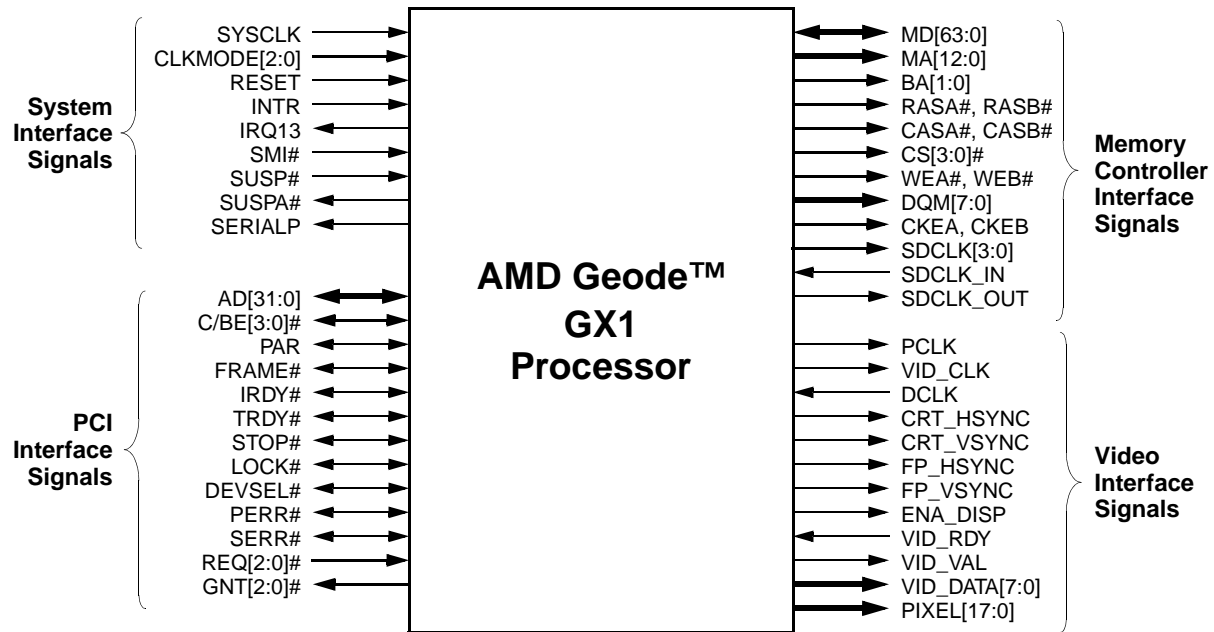 System
Interface
Signals
SYSCLK
CLKMODE[2:0]
RESET
INTR
IRQ13
SMI#
SUSP#
SUSPA#
SERIALP
PCI
Interface
Signals
AD[31:0]
C/BE[3:0]#
PAR
FRAME#
IRDY#
TRDY#
STOP#
LOCK#
DEVSEL#
PERR#
SERR#
REQ[2:0]#
GNT[2:0]#
AMD Geode™
GX1
Processor
MD[63:0]
MA[12:0]
BA[1:0]
RASA#, RASB#
CASA#, CASB#
CS[3:0]#
WEA#, WEB#
DQM[7:0]
CKEA, CKEB
SDCLK[3:0]
SDCLK_IN
SDCLK_OUT
Memory
Controller
Interface
Signals
PCLK
VID_CLK
DCLK
CRT_HSYNC
CRT_VSYNC
FP_HSYNC
FP_VSYNC
ENA_DISP
VID_RDY
VID_VAL
VID_DATA[7:0]
PIXEL[17:0]
Video
Interface
Signals